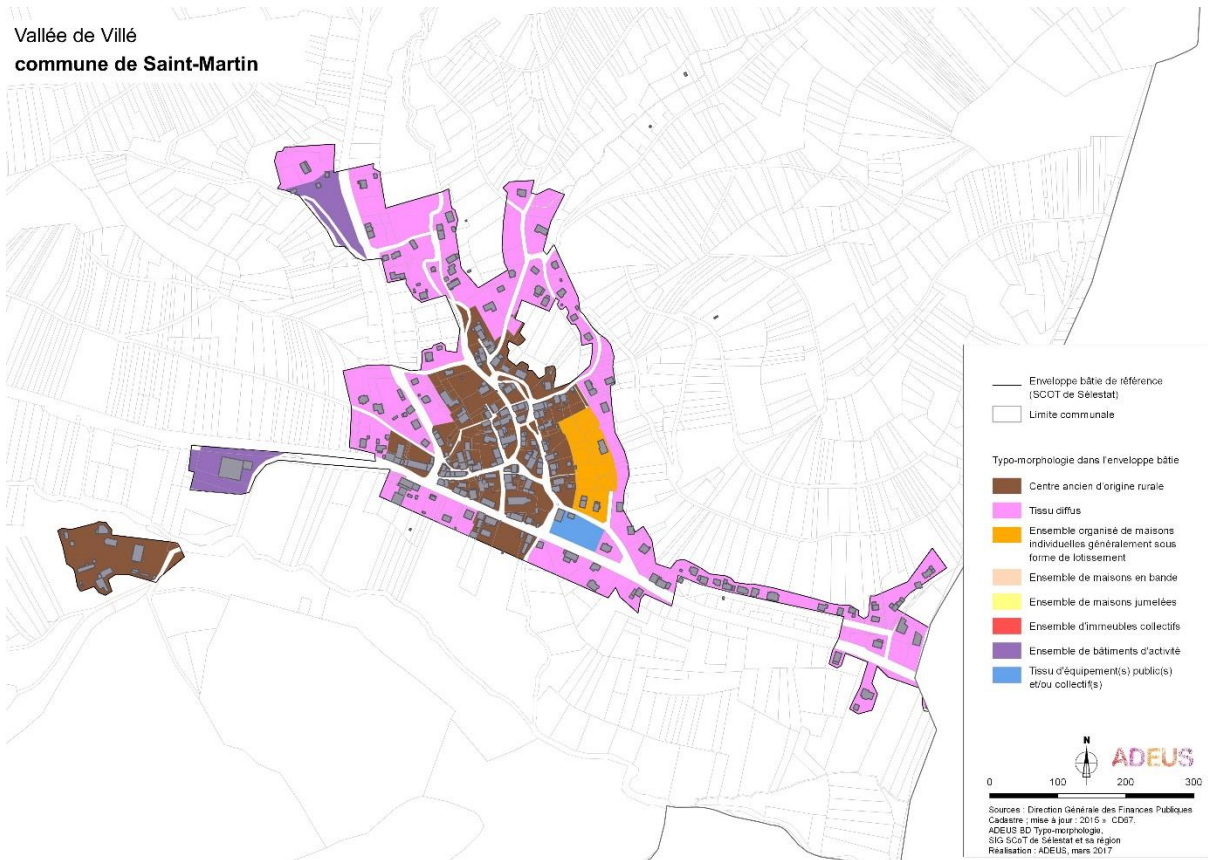 Vallée de Villé
commune de Saint-Martin
Enveloppe bâtie de référence
(SCOT de Sélestat)
Limite communale
Typo-morphologie dans l'enveloppe bâtie
Centre ancien d'origine rurale
Tissu diffus
Ensemble organisé de maisons
individuelles généralement sous
forme de lotissement
Ensemble de maisons en bande
Ensemble de maisons jumelées
Ensemble d'immeubles collectifs
Ensemble de bâtiments d'activité
Tissu d'équipement(s) public(s)
et/ou collectif(s)
N
ADEUS
0 100 200 300
Sources : Direction Générale des Finances Publiques
Cadastre ; mise à jour : 2015 » CD67,
ADEUS BD Typo-morphologie,
SIG SCoT de Sélestat et sa région
Réalisation : ADEUS, mars 2017